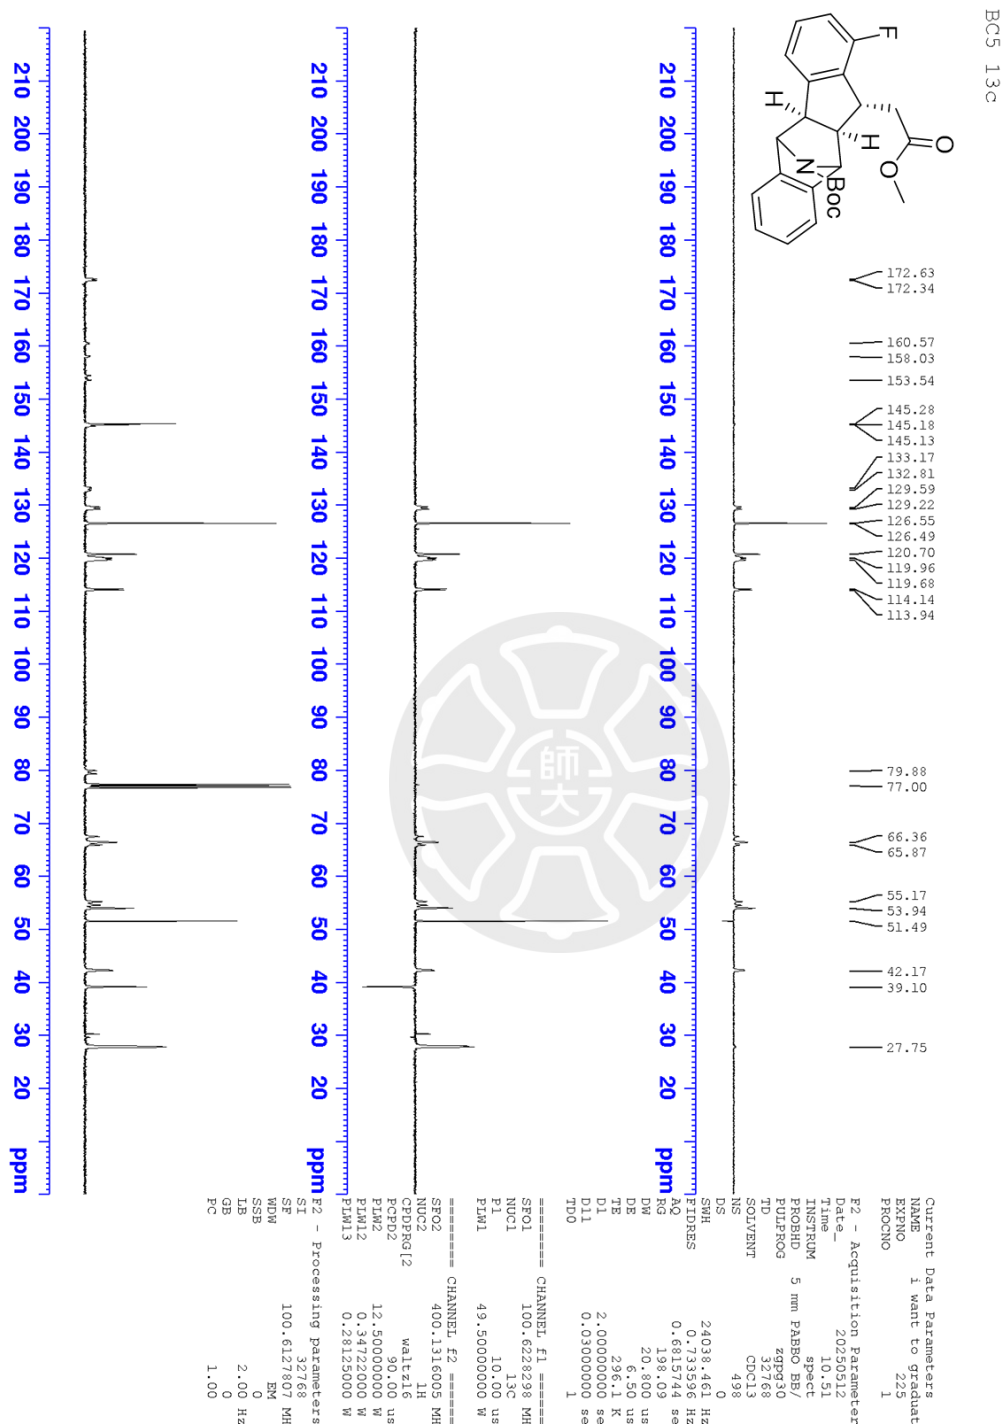 BC5 13c
F
H
H
N
Boc
O
O
172.63
172.34
160.57
158.03
153.54
145.28
145.18
145.13
133.17
132.81
129.59
129.22
126.55
126.49
120.70
119.96
119.68
114.14
113.94
79.88
77.00
66.36
65.87
55.17
53.94
51.49
42.17
39.10
27.75
210 200 190 180 170 160 150 140 130 120 110 100 90 80 70 60 50 40 30 20 ppm
210 200 190 180 170 160 150 140 130 120 110 100 90 80 70 60 50 40 30 20 ppm
210 200 190 180 170 160 150 140 130 120 110 100 90 80 70 60 50 40 30 20 ppm
師大
Current Data Parameters
NAME i want to graduat
EXPNO 225
PROCNO 1
F2 - Acquisition Parameter
Date_ 20250512
Time 10.51
INSTRUM spect
PROBHD 5 mm PABBO BB/
PULPROG zgpg30
TD 32768
SOLVENT CDCl3
NS 498
DS 0
SWH 24038.461 Hz
FIDRES 0.733596 Hz
AQ 0.6815744 se
RG 198.09
DW 20.800 us
DE 6.50 us
TE 296.1 K
D1 2.00000000 se
D11 0.03000000 se
TD0 1
======== CHANNEL f1 =======
SFO1 100.6228298 MH
NUC1 13C
P1 10.00 us
PLW1 49.50000000 W
======== CHANNEL f2 =======
SFO2 400.1316005 MH
NUC2 1H
CPDPRG[2 waltz16
PCPD2 90.00 us
PLW2 12.50000000 W
PLW12 0.34722000 W
PLW13 0.28125000 W
F2 - Processing parameters
SI 32768
SF 100.6127807 MH
WDW EM
SSB 0
LB 2.00 Hz
GB 0
PC 1.00